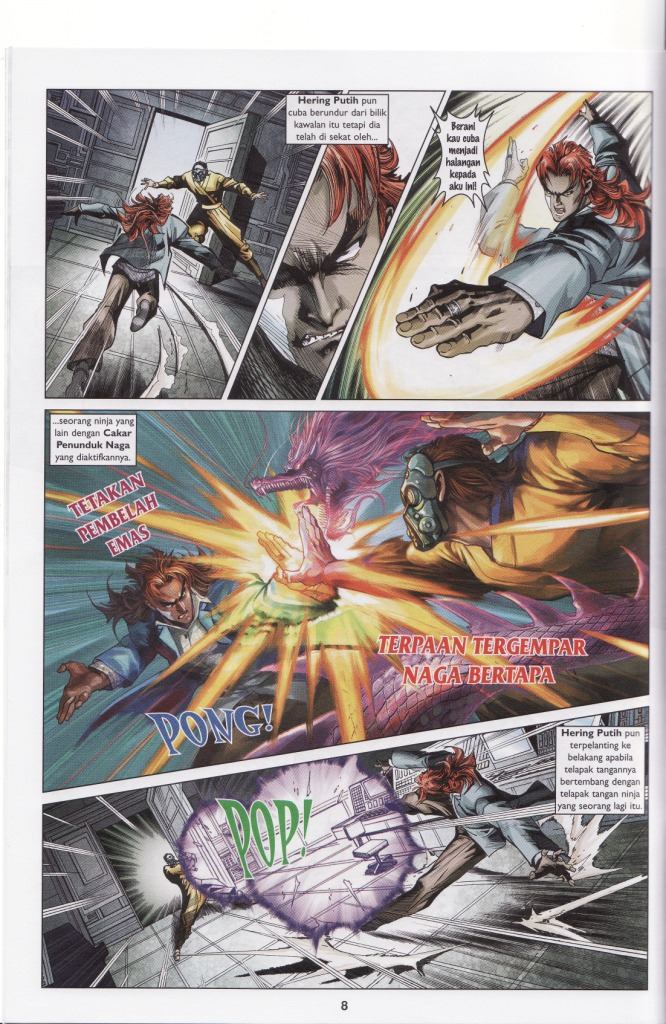 Hering Putih pun
cuba berundur dari bilik
kawalan itu tetapi dia
telah di sekat oleh...
Berani
kau cuba
menjadi
halangan
kepada
aku ini!!
...seorang ninja yang
lain dengan Cakar
Penunduk Naga
yang diaktifkannya.
TETAKAN
PEMBELAH
EMAS
TERPAAN TERGEMPAR
NAGA BERTAPA
PONG!
Hering Putih pun
terpelanting ke
belakang apabila
telapak tangannya
bertembang dengan
telapak tangan ninja
yang seorang lagi itu.
POP!
8